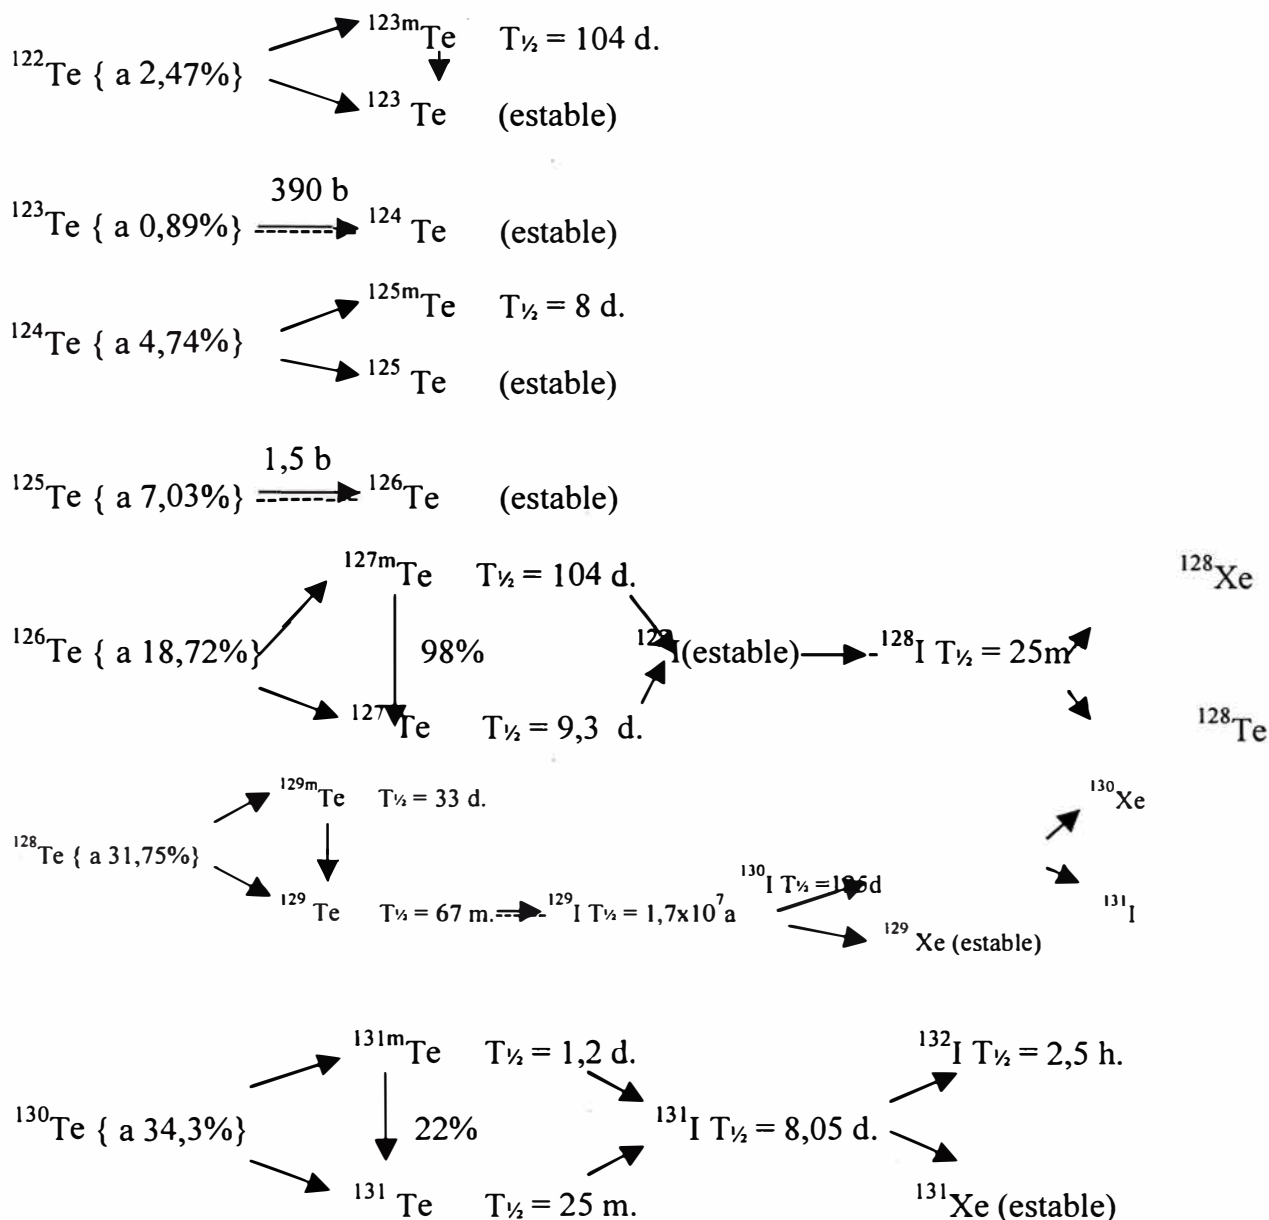 ¹²³ᵐTe T½ = 104 d.
¹²²Te { a 2,47%}
¹²³ Te (estable)
390 b
¹²³Te { a 0,89%} ¹²⁴ Te (estable)
¹²⁵ᵐTe T½ = 8 d.
¹²⁴Te { a 4,74%}
¹²⁵ Te (estable)
1,5 b
¹²⁵Te { a 7,03%} ¹²⁶Te (estable)
¹²⁷ᵐTe T½ = 104 d. ¹²⁸Xe
¹²⁶Te { a 18,72%} 98% I(estable) ¹²⁸I T½ = 25m
¹²⁷Te T½ = 9,3 d. ¹²⁸Te
¹²⁹ᵐTe T½ = 33 d. ¹³⁰Xe
¹²⁸Te { a 31,75%}
¹³⁰I T½ =
¹²⁹ Te T½ = 67 m. ¹²⁹I T½ = 1,7x10⁷a ¹³¹I
¹²⁹ Xe (estable)
¹³¹ᵐTe T½ = 1,2 d. ¹³²I T½ = 2,5 h.
¹³⁰Te { a 34,3%} 22% ¹³¹I T½ = 8,05 d.
¹³¹ Te T½ = 25 m. ¹³¹Xe (estable)